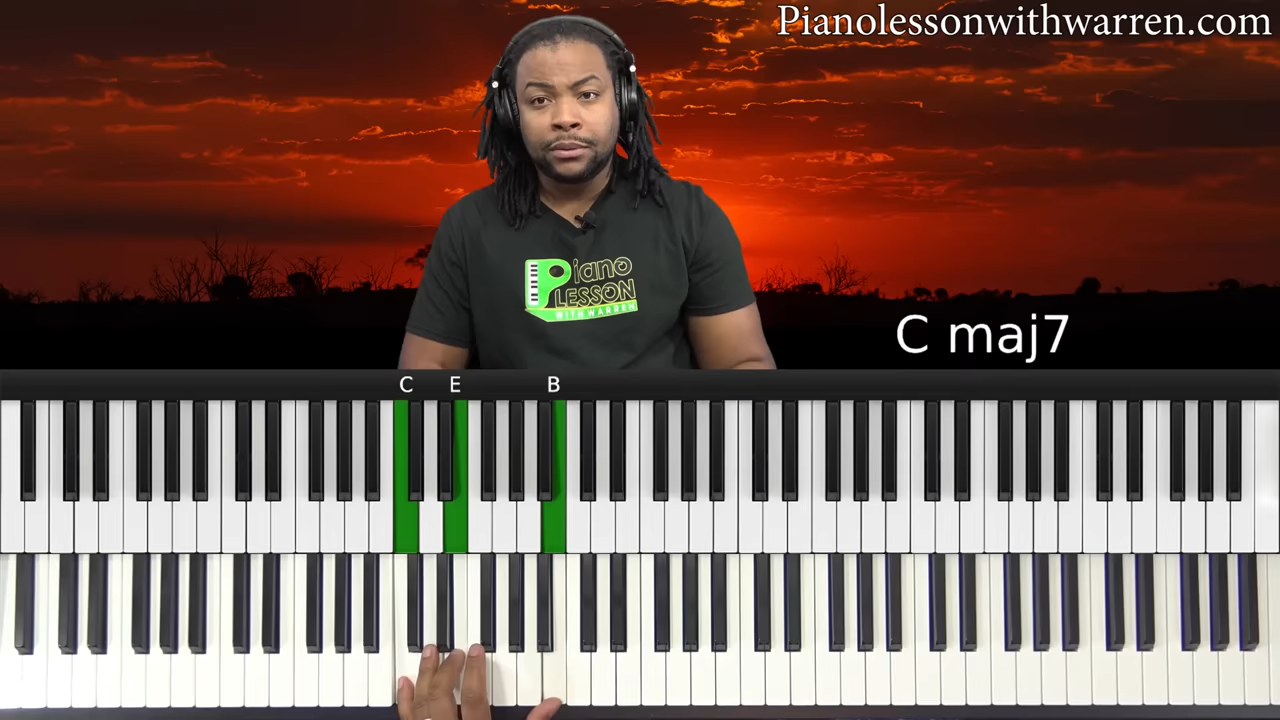 Pianolessonwithwarren.com
Piano
LESSON
WITH WARREN
C maj7
C E B